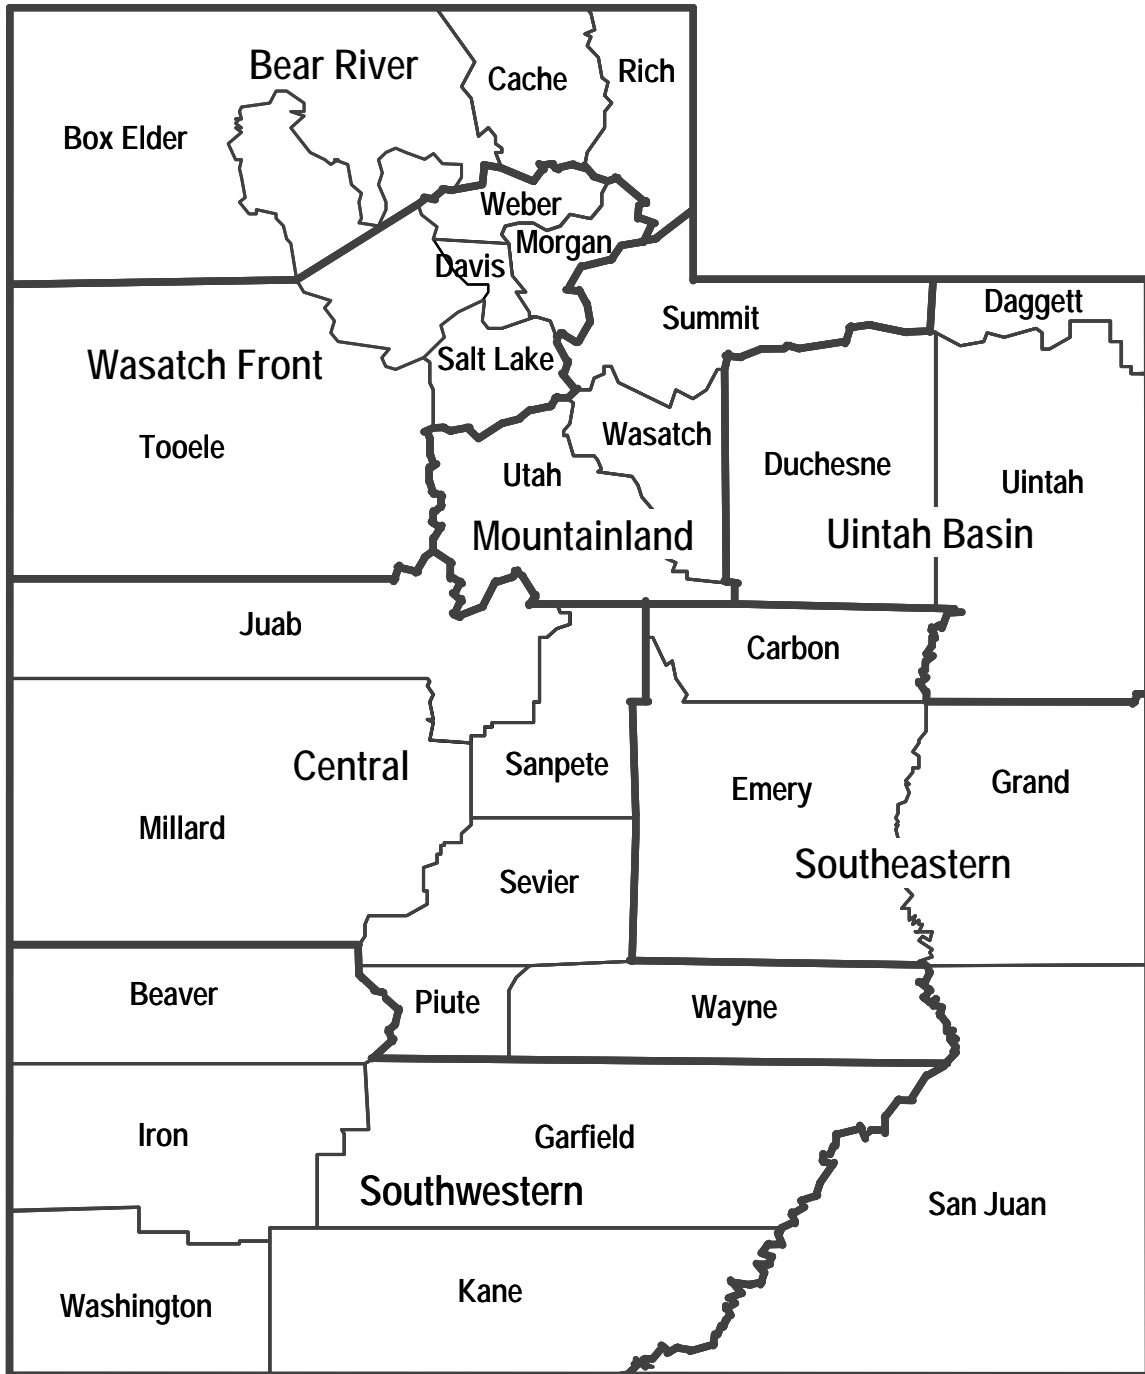 Bear River
Cache
Rich
Box Elder
Weber
Morgan
Davis
Daggett
Summit
Salt Lake
Wasatch Front
Wasatch
Tooele
Duchesne
Utah
Uintah
Mountainland
Uintah Basin
Juab
Carbon
Central
Sanpete
Emery
Grand
Millard
Southeastern
Sevier
Beaver
Piute
Wayne
Iron
Garfield
Southwestern
San Juan
Kane
Washington